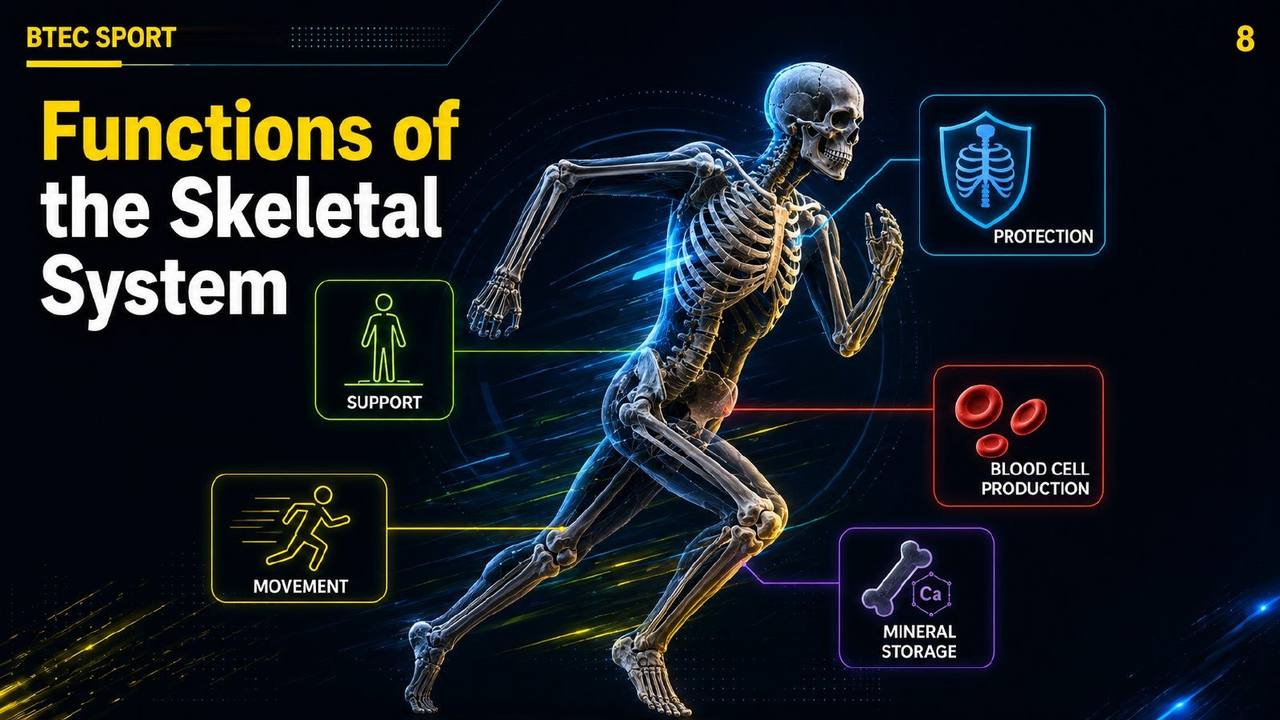 BTEC SPORT
8
Functions of
the Skeletal
System
PROTECTION
SUPPORT
BLOOD CELL
PRODUCTION
MOVEMENT
Ca
MINERAL
STORAGE